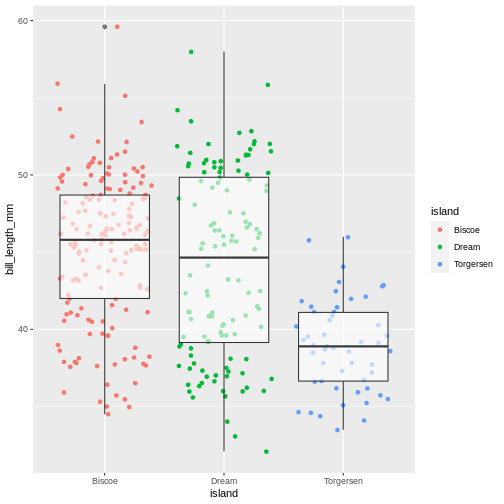 60
50
40
bill_length_mm
Biscoe
Dream
Torgersen
island
island
Biscoe
Dream
Torgersen